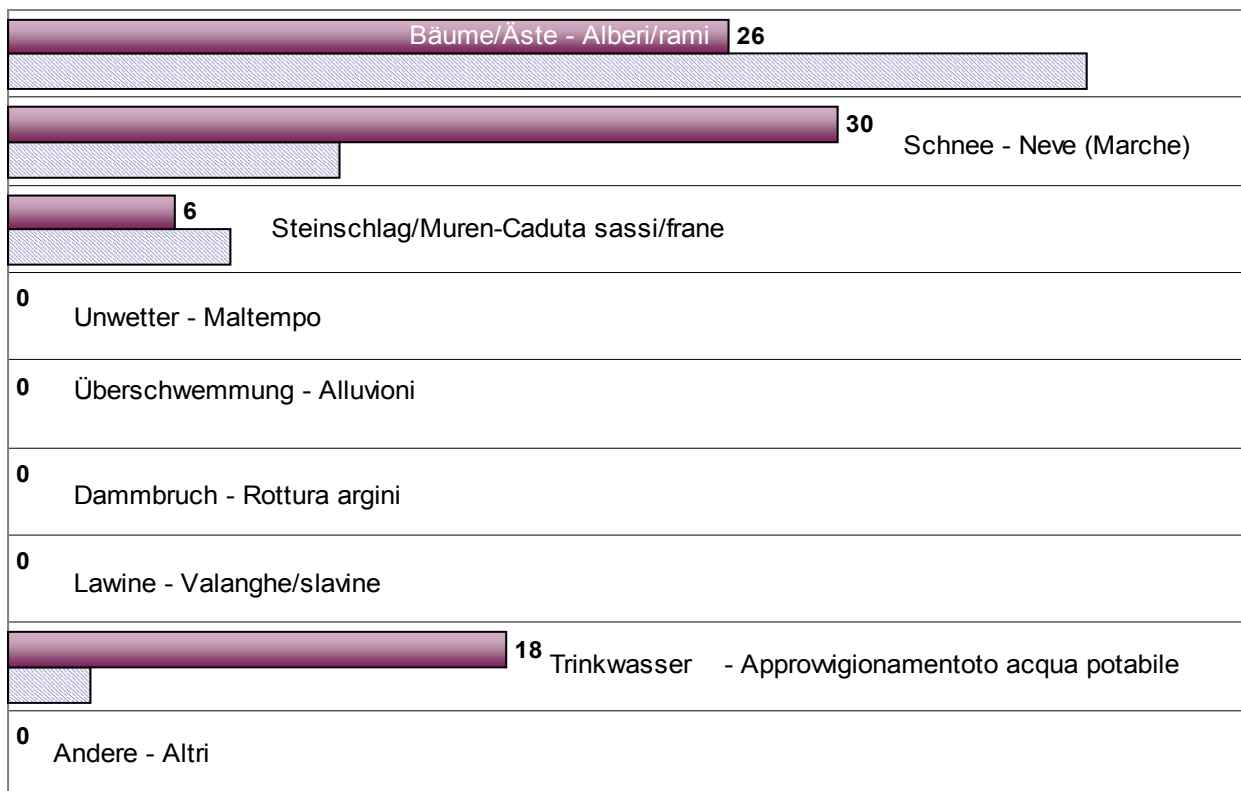 Bäume/Äste - Alberi/rami 26
30
Schnee - Neve (Marche)
6
Steinschlag/Muren-Caduta sassi/frane
0
Unwetter - Maltempo
0
Überschwemmung - Alluvioni
0
Dammbruch - Rottura argini
0
Lawine - Valanghe/slavine
18
Trinkwasser - Approvvigionamentoto acqua potabile
0
Andere - Altri